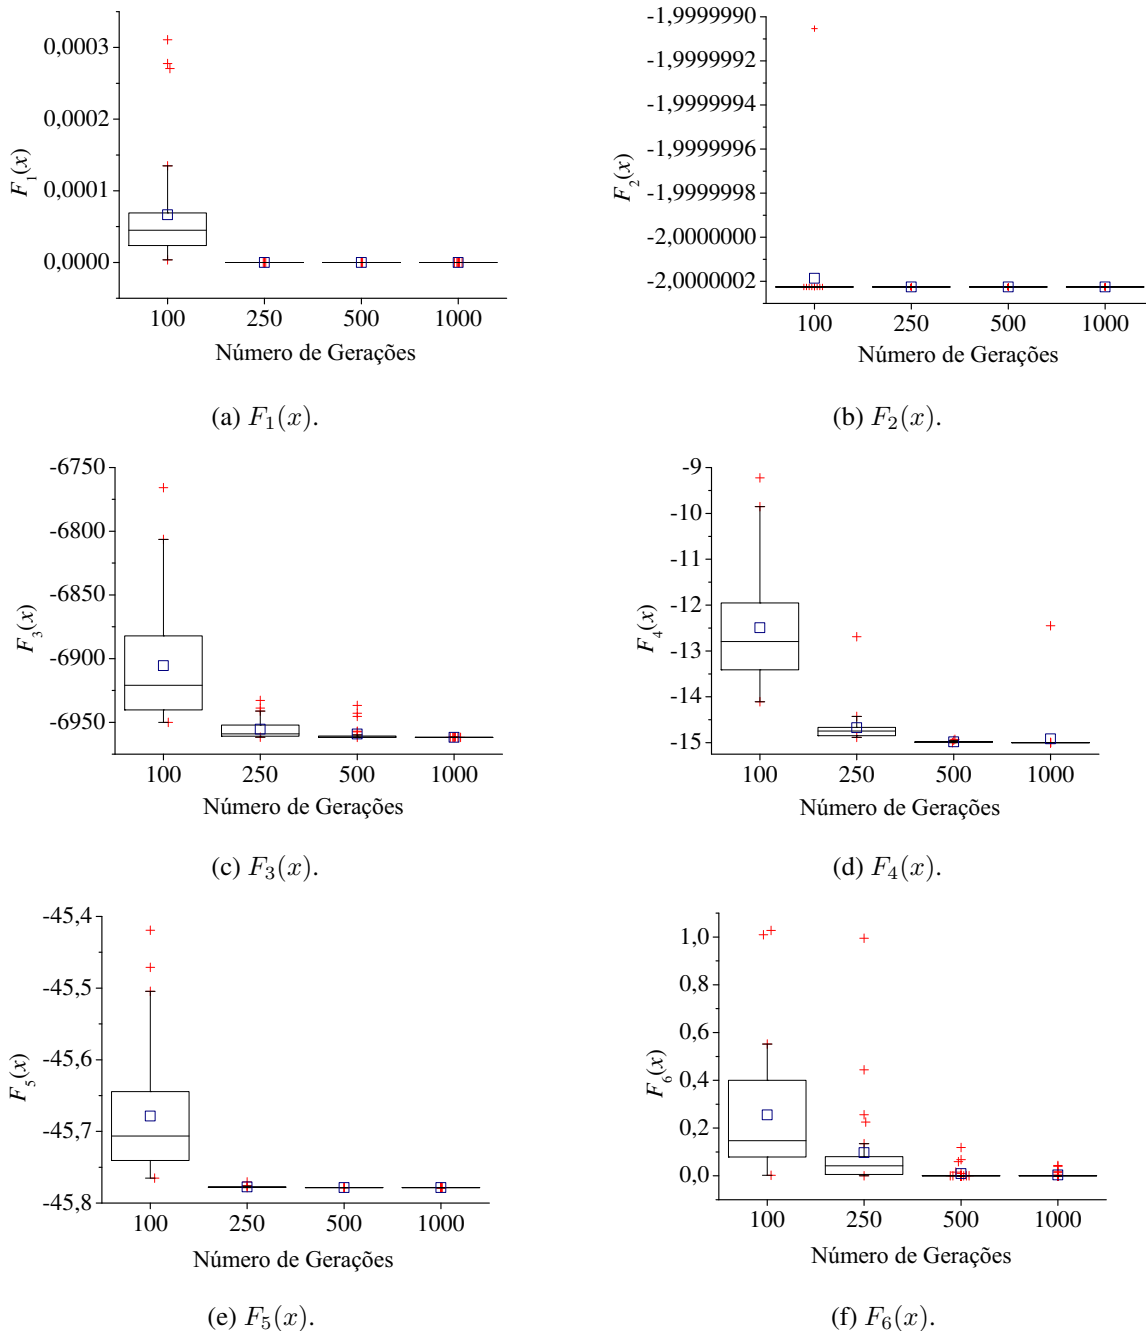 0,0003
0,0002
0,0001
0,0000
F1(x)
100 250 500 1000
Número de Gerações
(a) F1(x).
-1,9999990
-1,9999992
-1,9999994
-1,9999996
-1,9999998
-2,0000000
-2,0000002
F2(x)
100 250 500 1000
Número de Gerações
(b) F2(x).
-6750
-6800
-6850
-6900
-6950
F3(x)
100 250 500 1000
Número de Gerações
(c) F3(x).
-9
-10
-11
-12
-13
-14
-15
F4(x)
100 250 500 1000
Número de Gerações
(d) F4(x).
-45,4
-45,5
-45,6
-45,7
-45,8
F5(x)
100 250 500 1000
Número de Gerações
(e) F5(x).
1,0
0,8
0,6
0,4
0,2
0,0
F6(x)
100 250 500 1000
Número de Gerações
(f) F6(x).